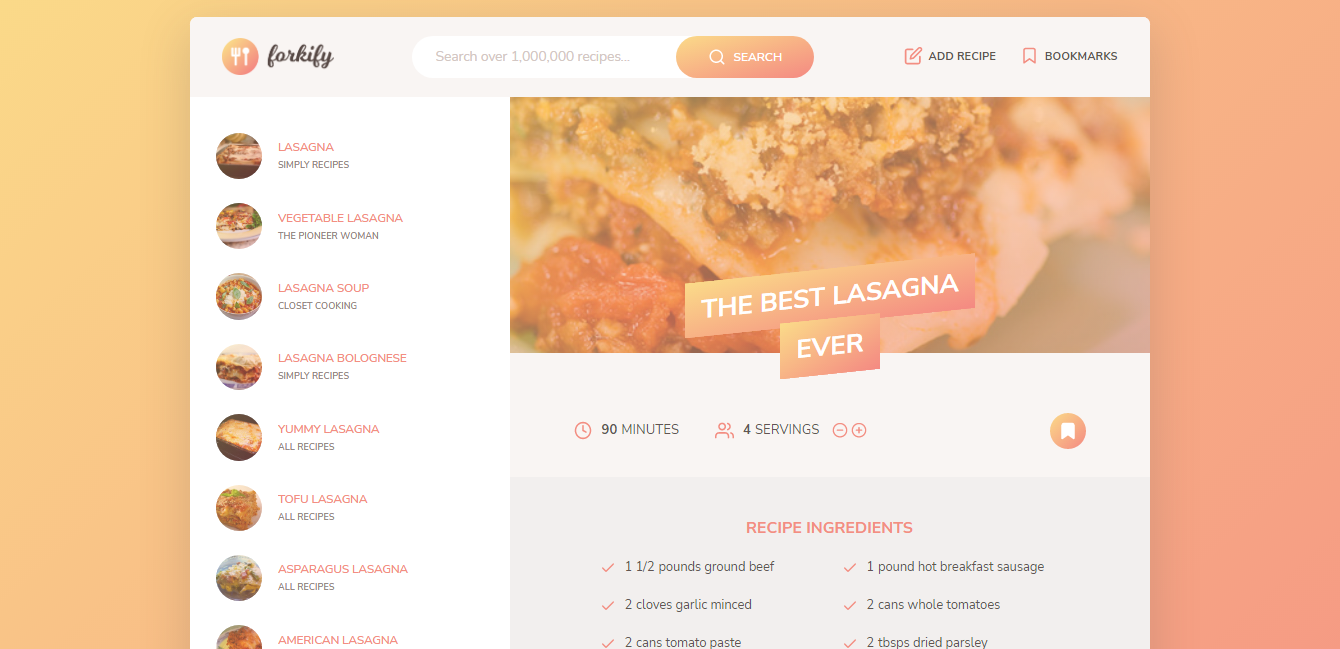 forkify
Search over 1,000,000 recipes...
SEARCH
ADD RECIPE
BOOKMARKS
LASAGNA
SIMPLY RECIPES
VEGETABLE LASAGNA
THE PIONEER WOMAN
LASAGNA SOUP
CLOSET COOKING
LASAGNA BOLOGNESE
SIMPLY RECIPES
YUMMY LASAGNA
ALL RECIPES
TOFU LASAGNA
ALL RECIPES
ASPARAGUS LASAGNA
ALL RECIPES
AMERICAN LASAGNA
THE BEST LASAGNA
EVER
90 MINUTES
4 SERVINGS
RECIPE INGREDIENTS
1 1/2 pounds ground beef
1 pound hot breakfast sausage
2 cloves garlic minced
2 cans whole tomatoes
2 cans tomato paste
2 tbsps dried parsley